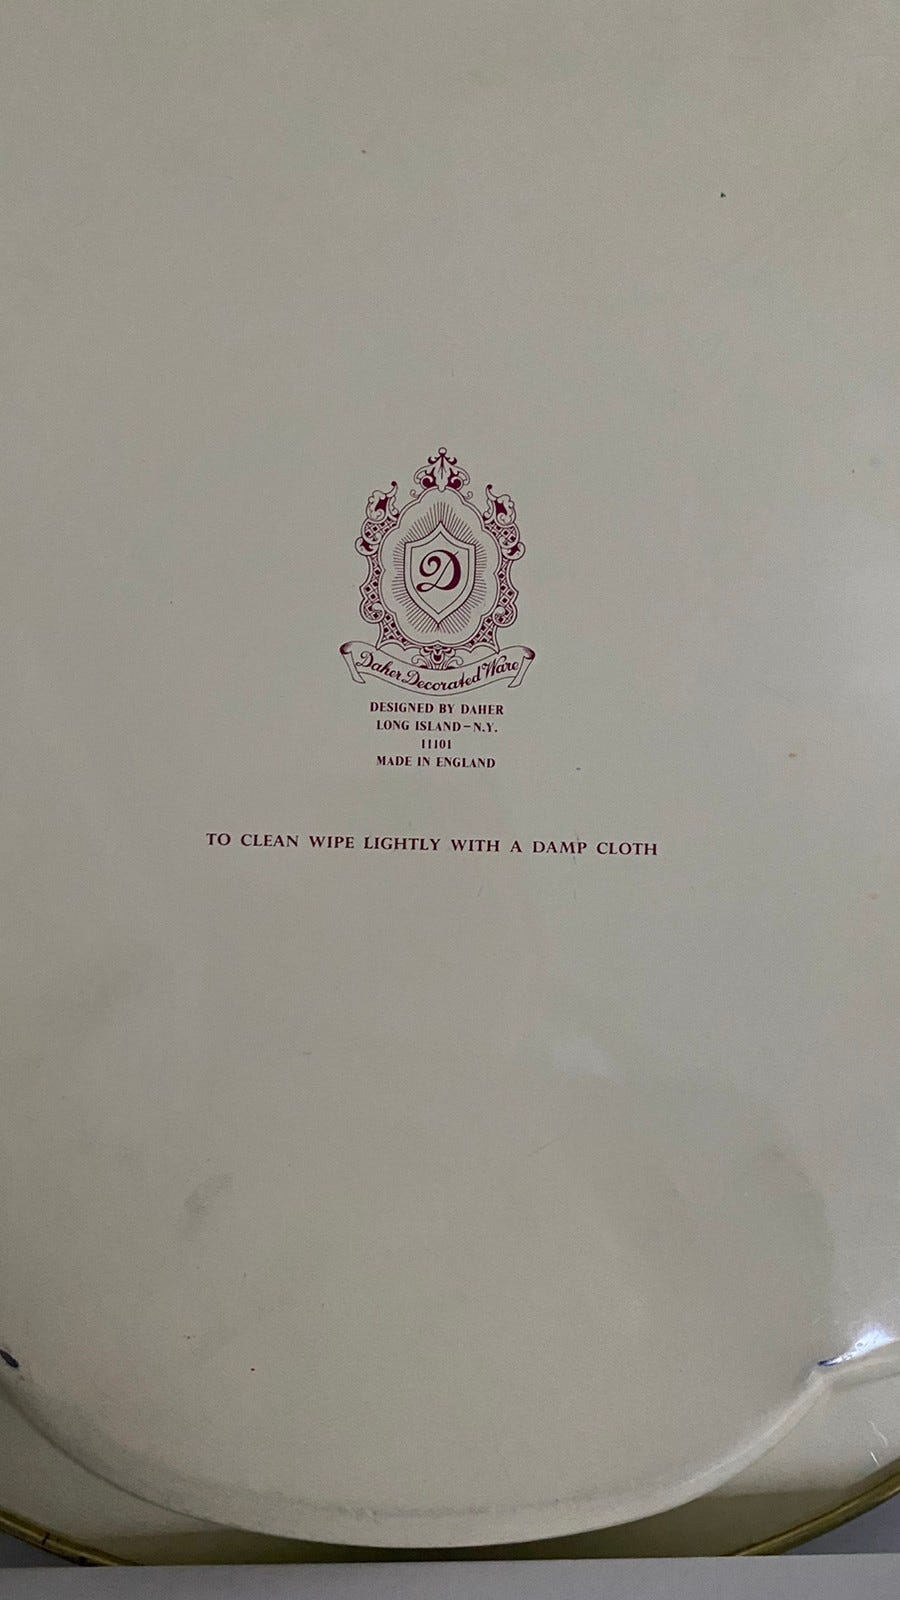 D
Daher Decorated Ware
DESIGNED BY DAHER
LONG ISLAND-N.Y.
11101
MADE IN ENGLAND
TO CLEAN WIPE LIGHTLY WITH A DAMP CLOTH